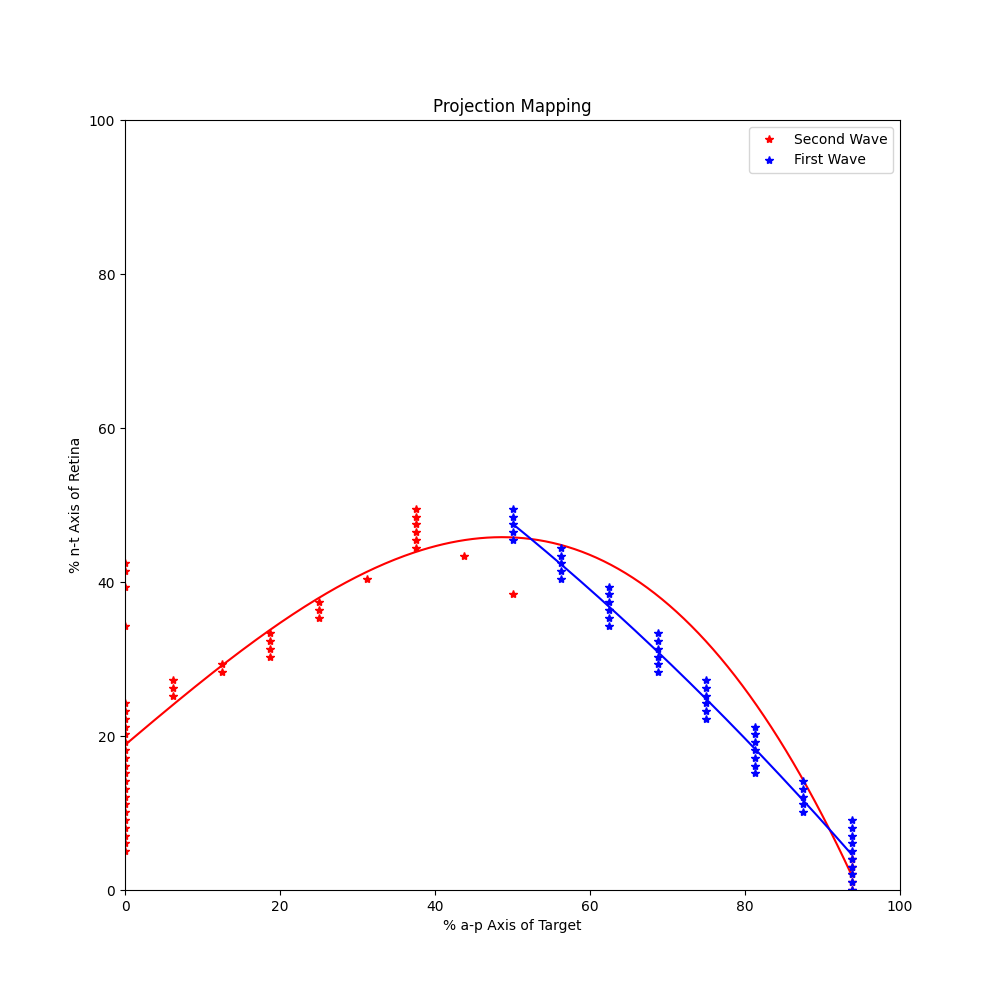 Projection Mapping
Second Wave
First Wave
100
80
60
40
20
0
% n-t Axis of Retina
0 20 40 60 80 100
% a-p Axis of Target